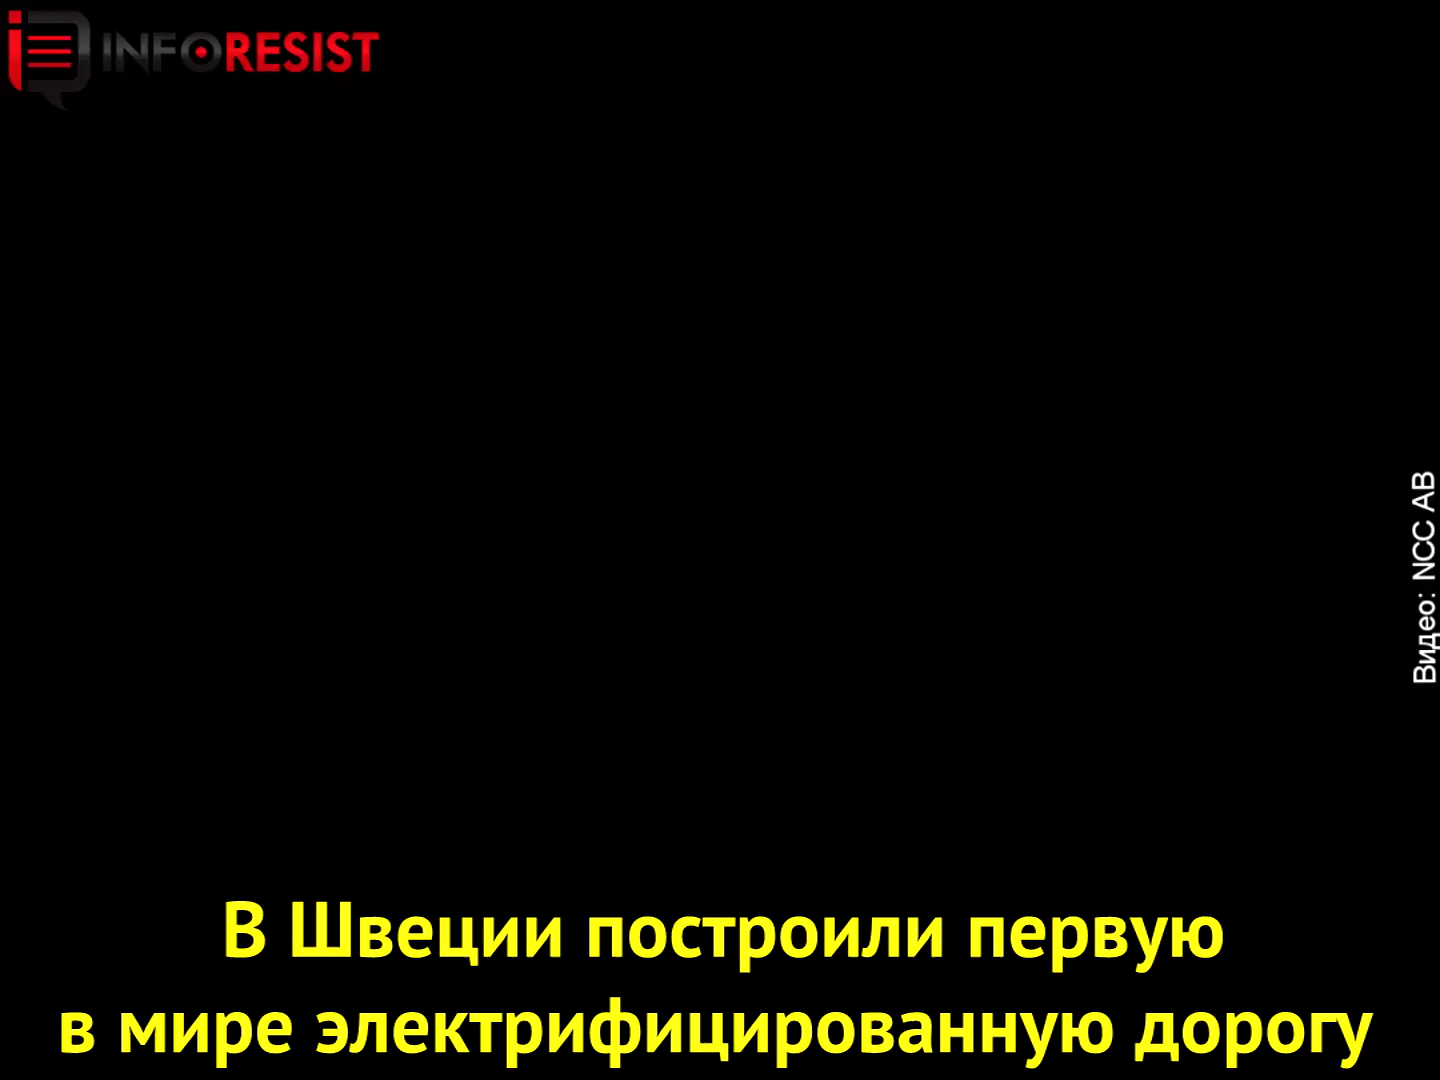 INFORESIST
Видео: NCC AB
В Швеции построили первую
в мире электрифицированную дорогу